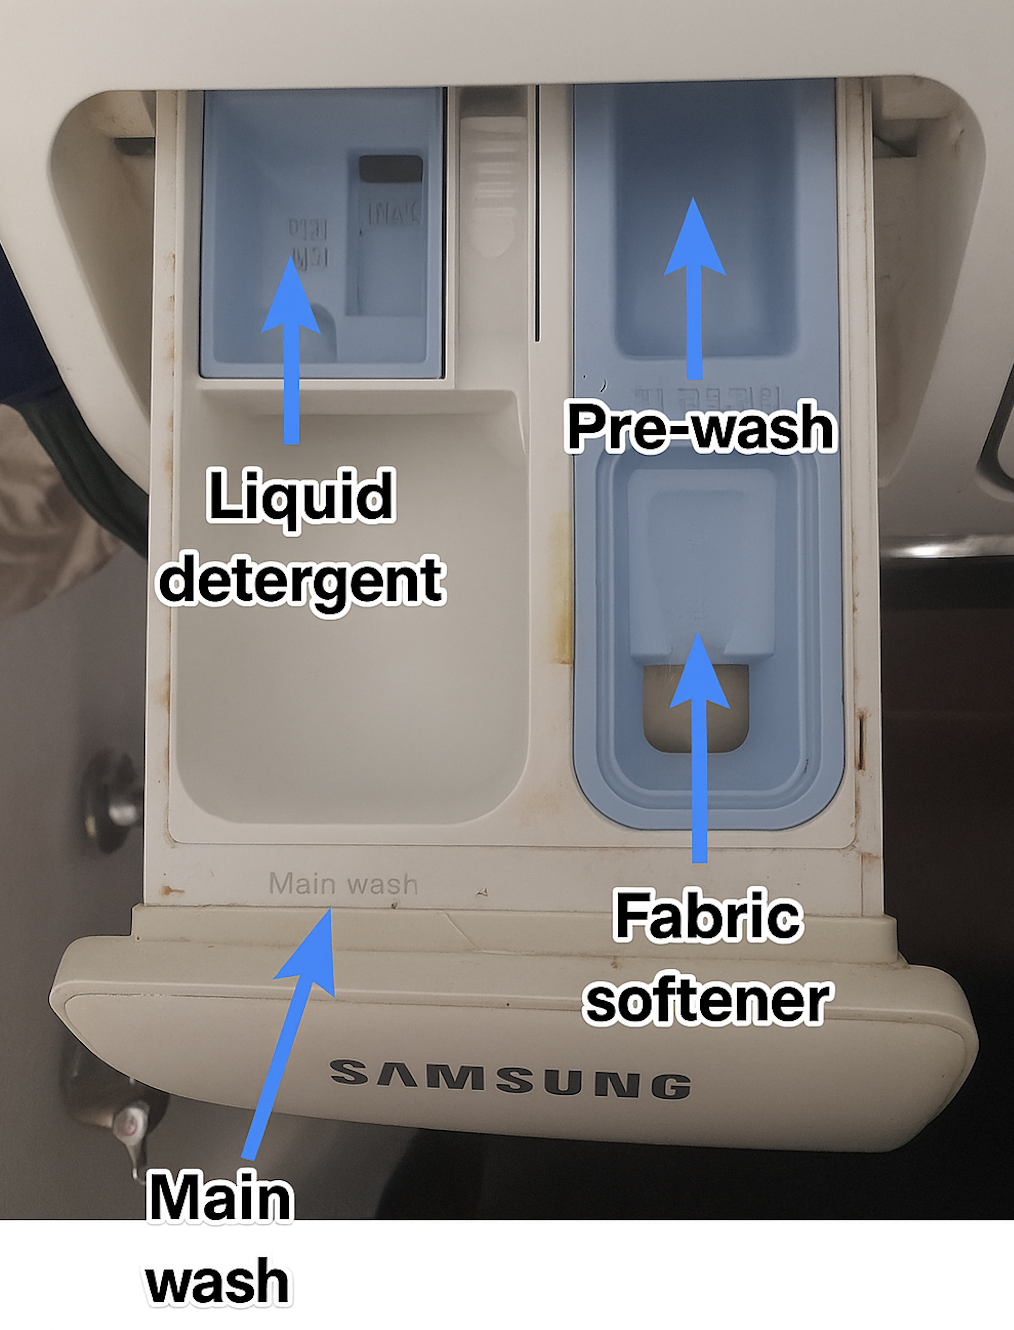 Pre-wash
Liquid
detergent
Main wash
Fabric
softener
SAMSUNG
Main
wash